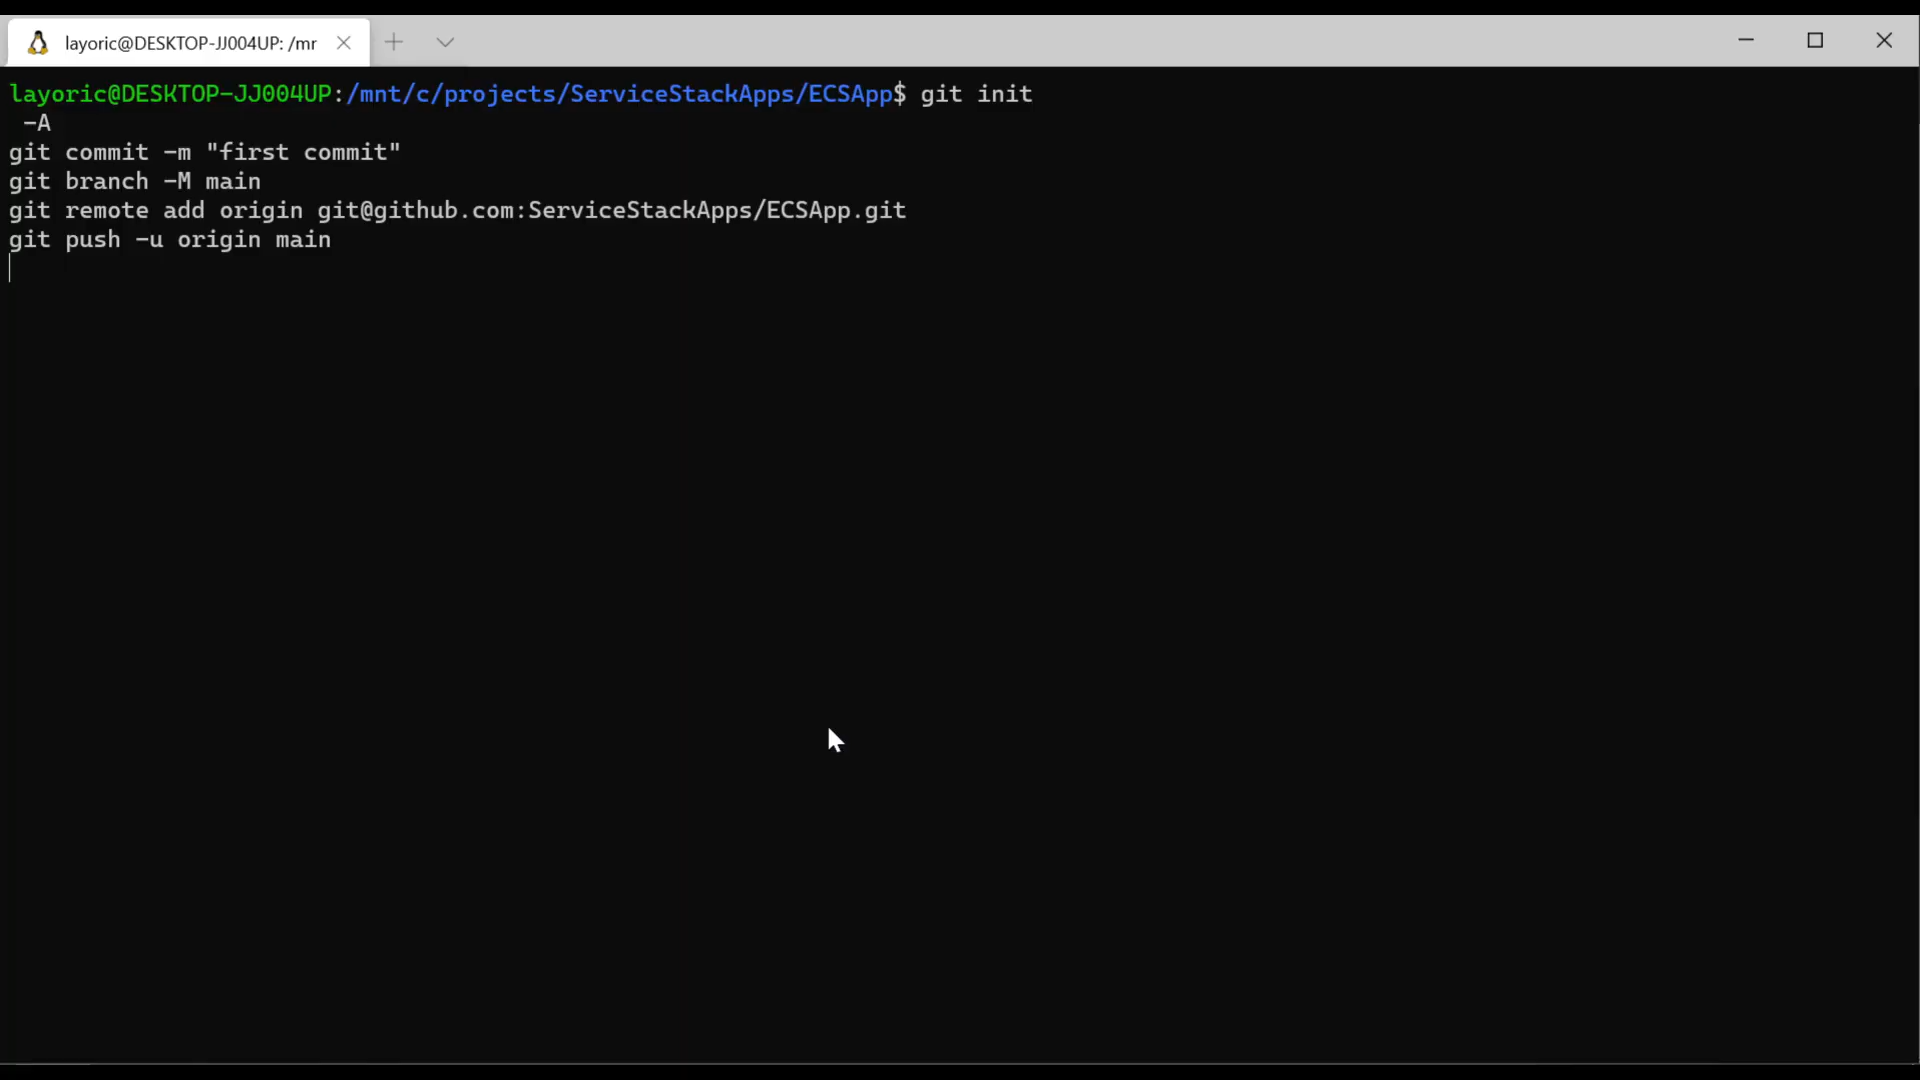 layoric@DESKTOP-JJ004UP: /mr
layoric@DESKTOP-JJ004UP:/mnt/c/projects/ServiceStackApps/ECSApp$ git init
-A
git commit -m "first commit"
git branch -M main
git remote add origin git@github.com:ServiceStackApps/ECSApp.git
git push -u origin main